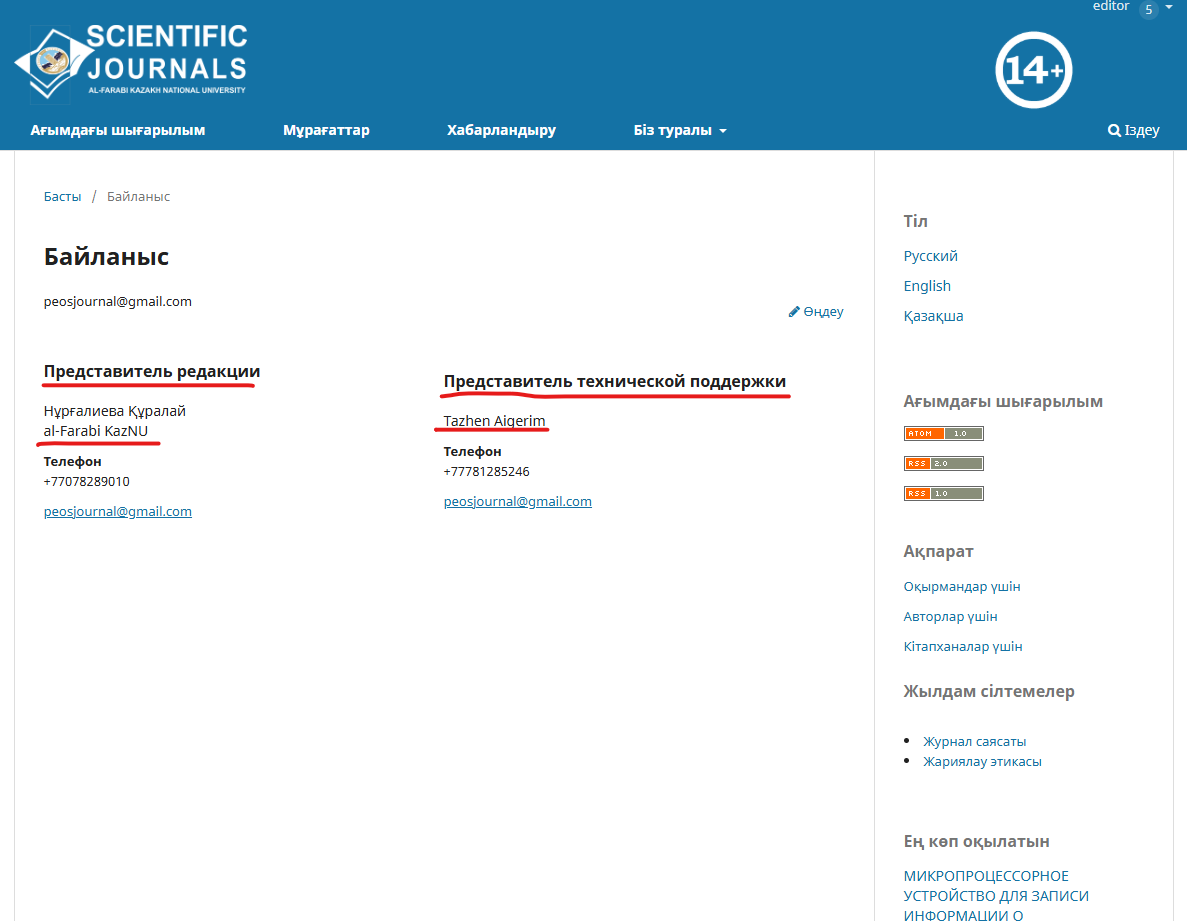 editor 5
SCIENTIFIC
JOURNALS
AL-FARABI KAZAKH NATIONAL UNIVERSITY
14+
Ағымдағы шығарылым Мұрағаттар Хабарландыру Біз туралы Іздеу
Басты / Байланыс
Байланыс
peosjournal@gmail.com
Өңдеу
Представитель редакции
Нұрғалиева Құралай
al-Farabi KazNU
Телефон
+77078289010
peosjournal@gmail.com
Представитель технической поддержки
Tazhen Aigerim
Телефон
+77781285246
peosjournal@gmail.com
Тіл
Русский
English
Қазақша
Ағымдағы шығарылым
ATOM 1.0
RSS 2.0
RSS 1.0
Ақпарат
Оқырмандар үшін
Авторлар үшін
Кітапханалар үшін
Жылдам сілтемелер
Журнал саясаты
Жариялау этикасы
Ең көп оқылатын
МИКРОПРОЦЕССОРНОЕ
УСТРОЙСТВО ДЛЯ ЗАПИСИ
ИНФОРМАЦИИ О